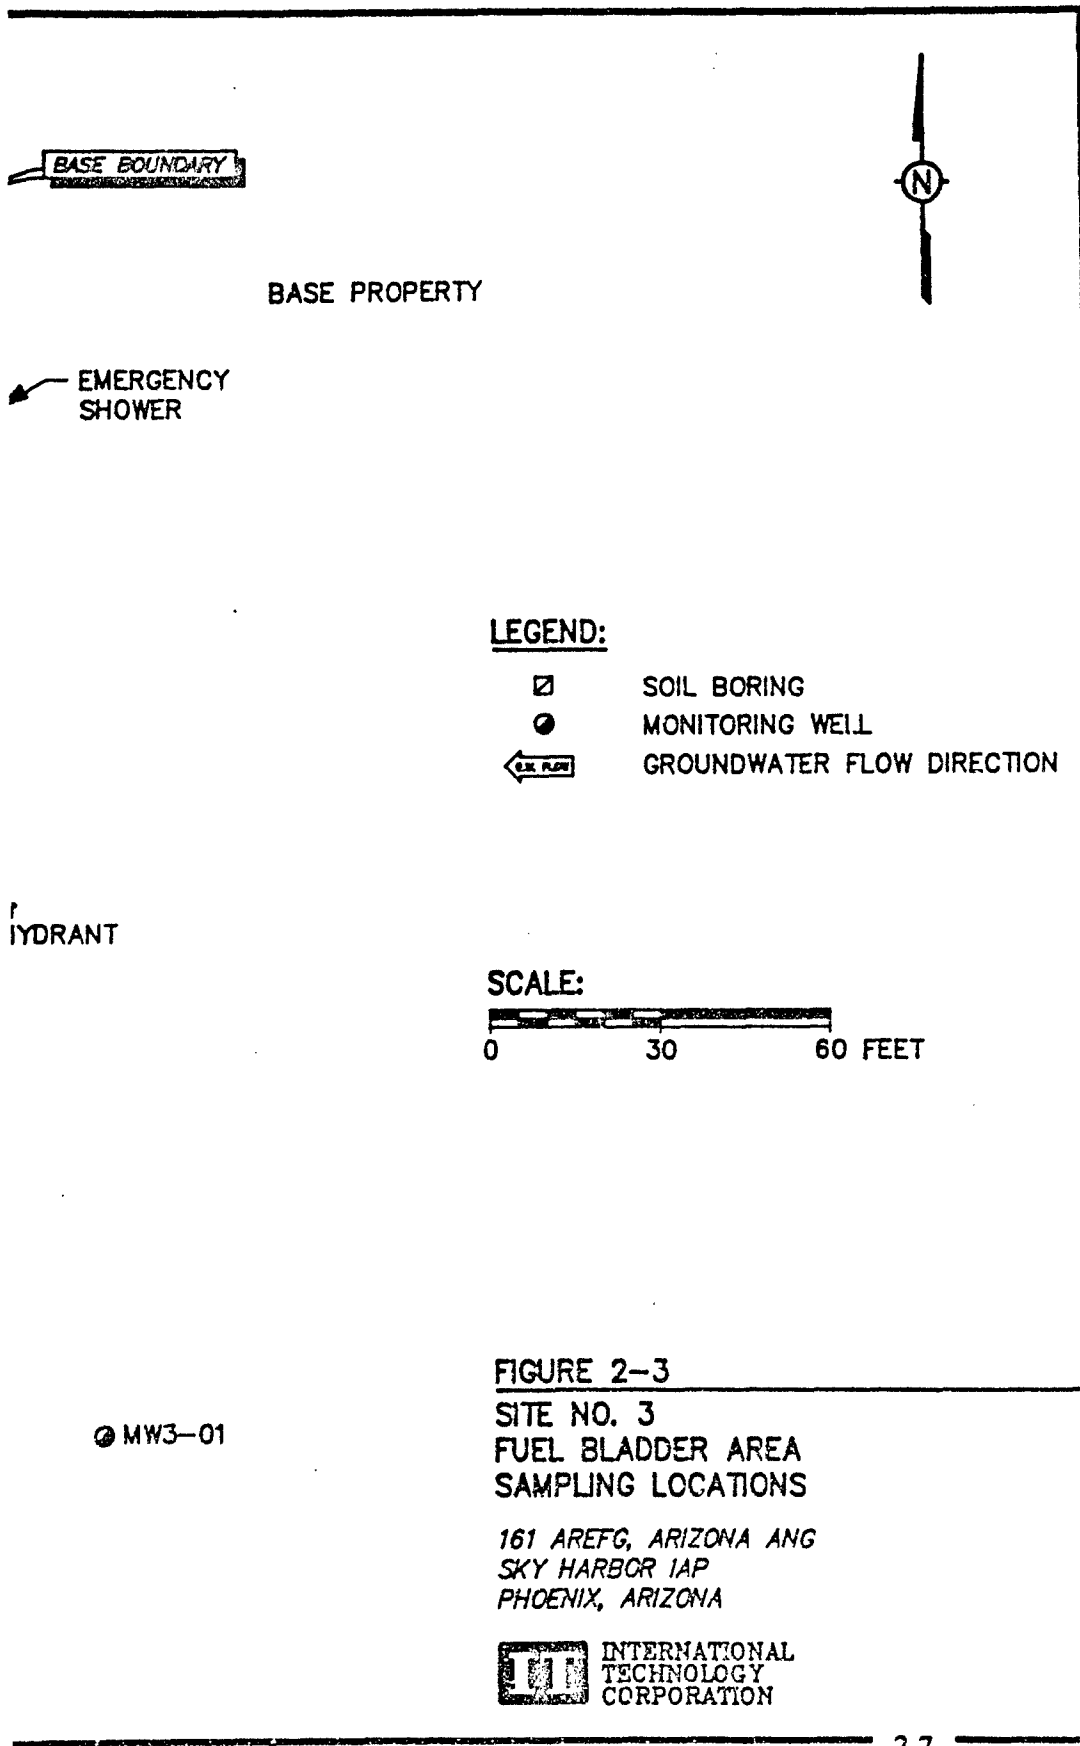 BASE BOUNDARY
N
BASE PROPERTY
EMERGENCY
SHOWER
LEGEND:
SOIL BORING
MONITORING WELL
G.W. FLOW
GROUNDWATER FLOW DIRECTION
IYDRANT
SCALE:
0 30 60 FEET
FIGURE 2-3
MW3-01
SITE NO. 3
FUEL BLADDER AREA
SAMPLING LOCATIONS
161 AREFG, ARIZONA ANG
SKY HARBOR IAP
PHOENIX, ARIZONA
IT
INTERNATIONAL
TECHNOLOGY
CORPORATION